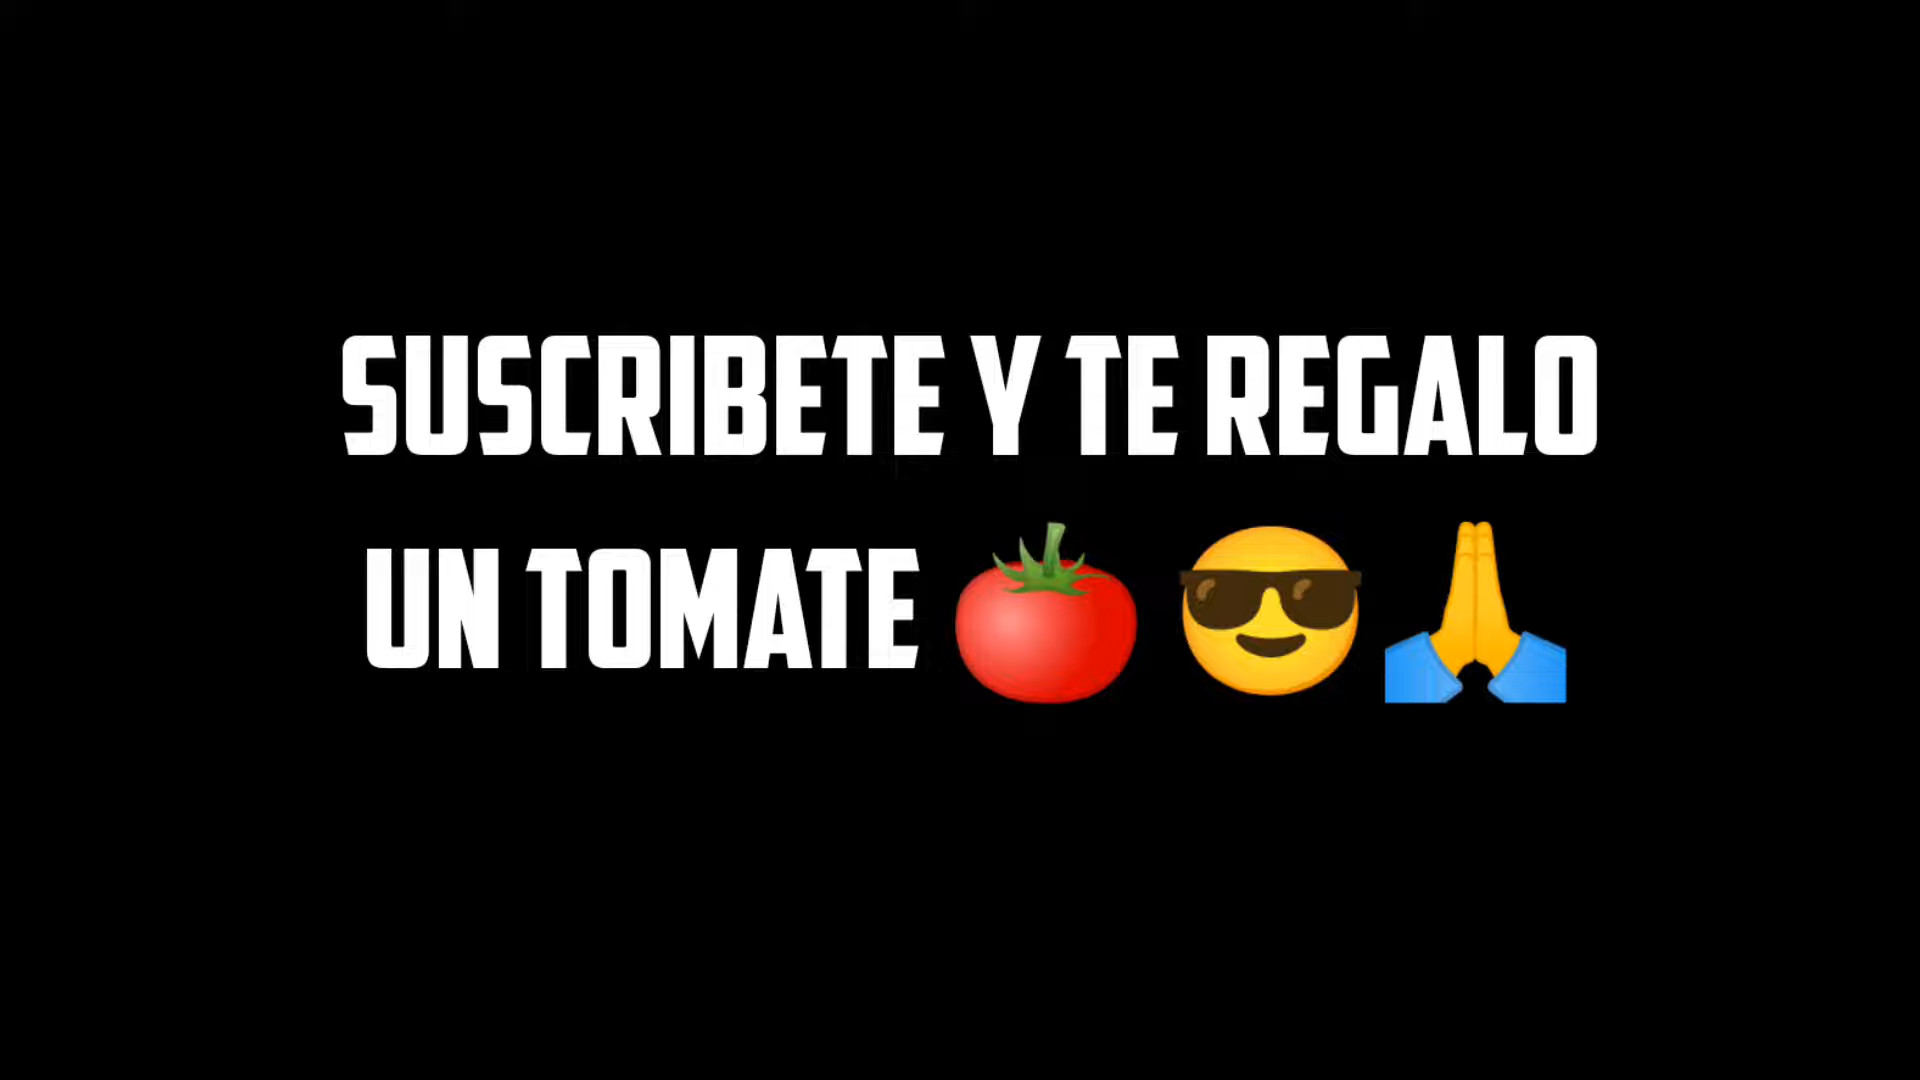 SUSCRIBETE Y TE REGALO
UN TOMATE 🍅 😎 🙏